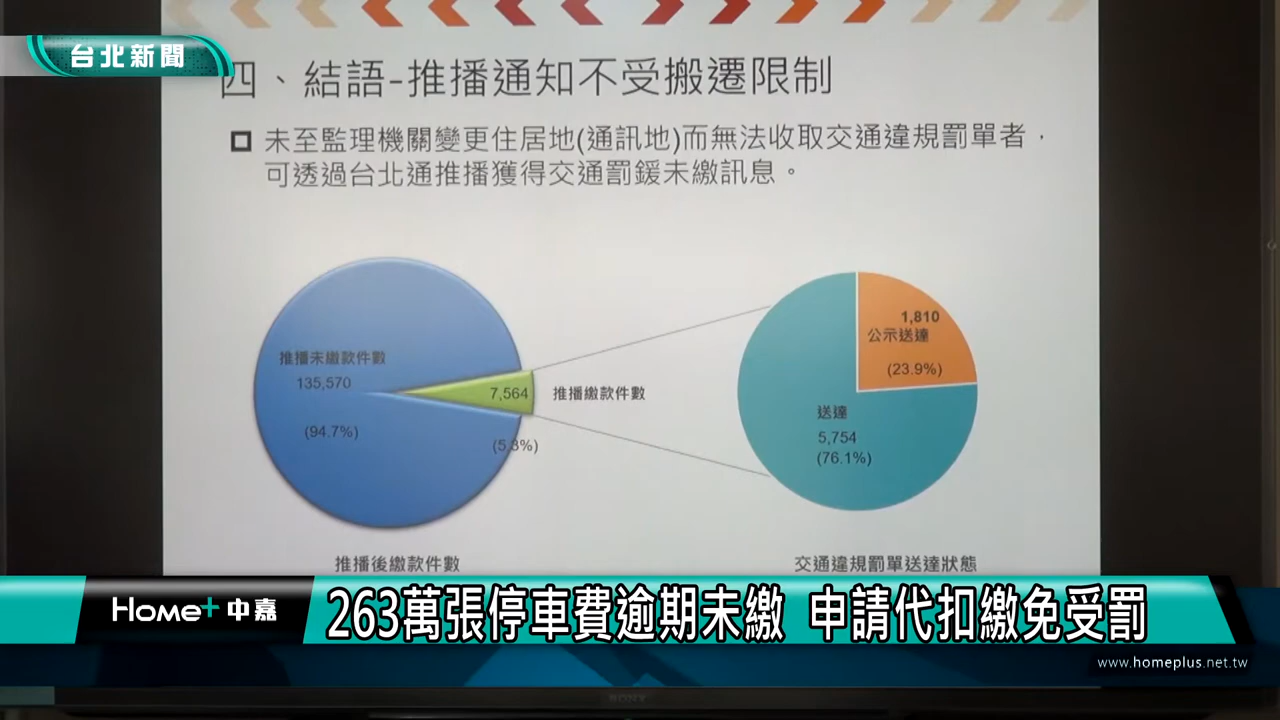 台北新聞
四、結語-推播通知不受搬遷限制
未至監理機關變更住居地(通訊地)而無法收取交通違規罰單者，
可透過台北通推播獲得交通罰鍰未繳訊息。
推播未繳款件數
135,570
(94.7%)
7,564
(5.3%)
推播繳款件數
1,810
公示送達
(23.9%)
送達
5,754
(76.1%)
推播後繳款件數
交通違規罰單送達狀態
Home+中嘉
263萬張停車費逾期未繳 申請代扣繳免受罰
www.homeplus.net.tw
SONY